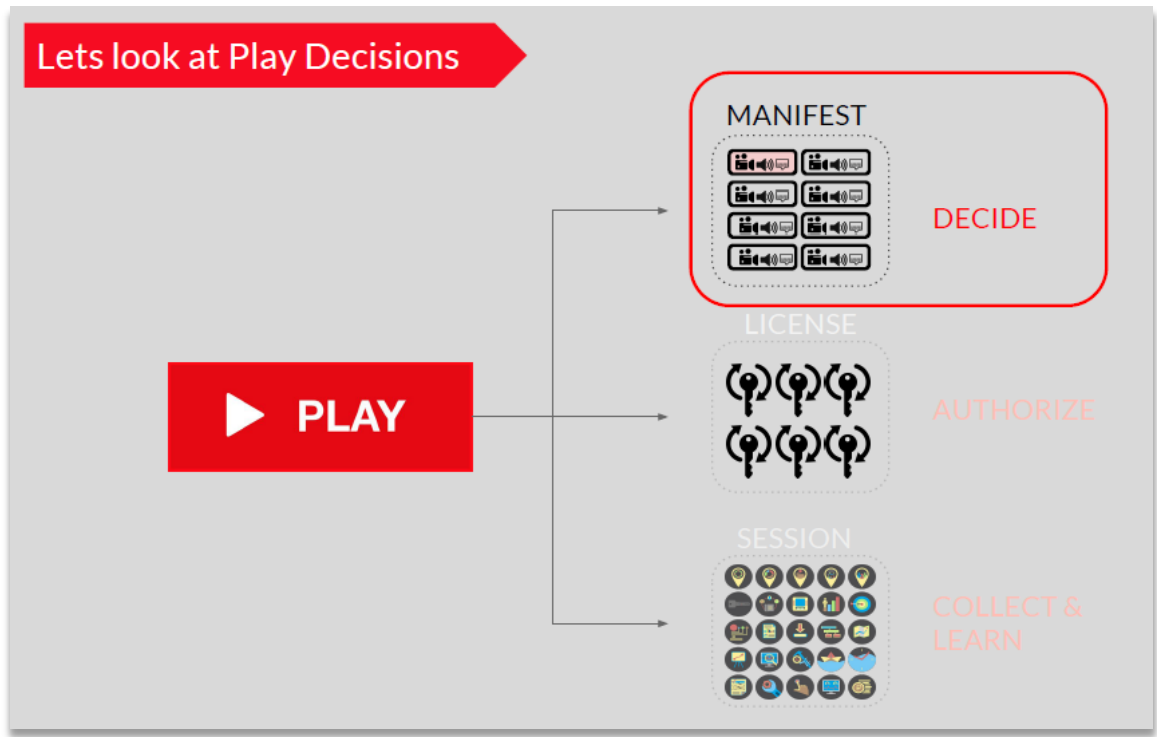 Lets look at Play Decisions
MANIFEST
DECIDE
LICENSE
PLAY
AUTHORIZE
SESSION
COLLECT &
LEARN